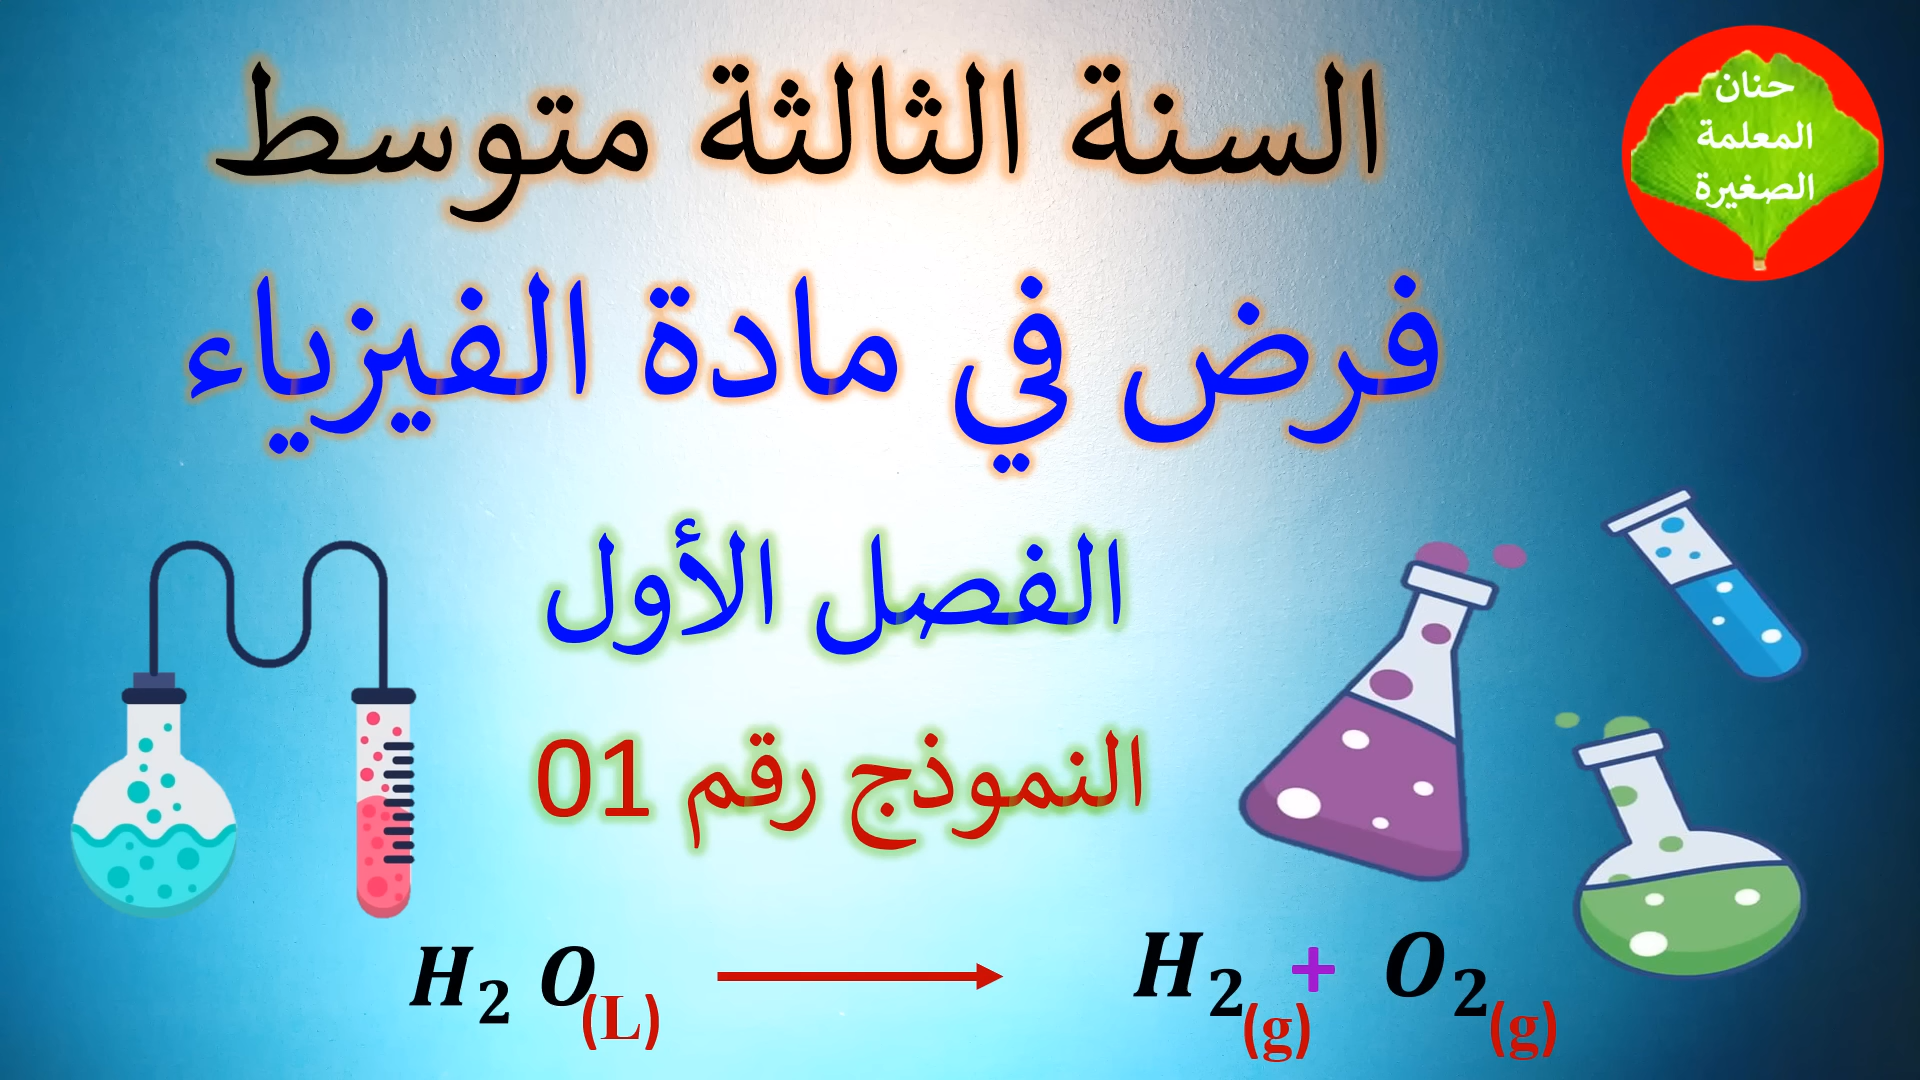 السنة الثالثة متوسط
حنان
المعلمة
الصغيرة
فرض في مادة الفيزياء
الفصل الأول
النموذج رقم 01
H₂ O(L) → H₂(g) + O₂(g)